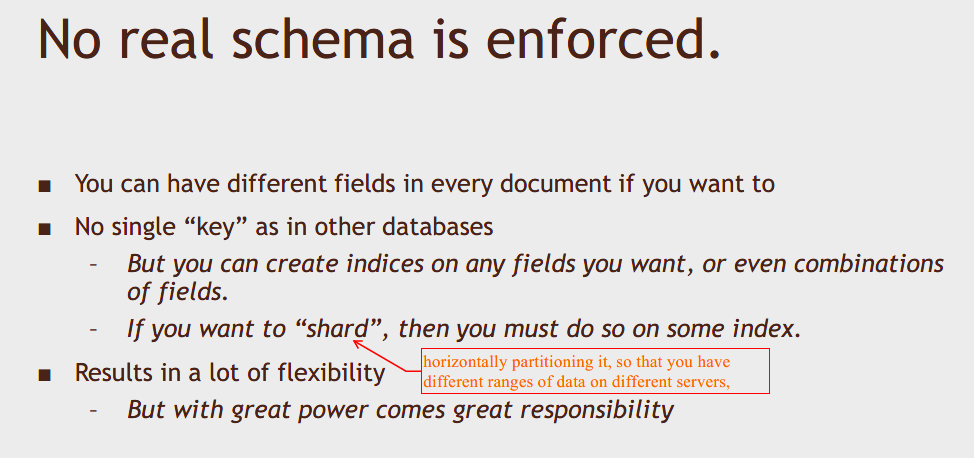 No real schema is enforced.
■ You can have different fields in every document if you want to
■ No single “key” as in other databases
– But you can create indices on any fields you want, or even combinations
of fields.
– If you want to “shard”, then you must do so on some index.
horizontally partitioning it, so that you have
different ranges of data on different servers,
■ Results in a lot of flexibility
– But with great power comes great responsibility